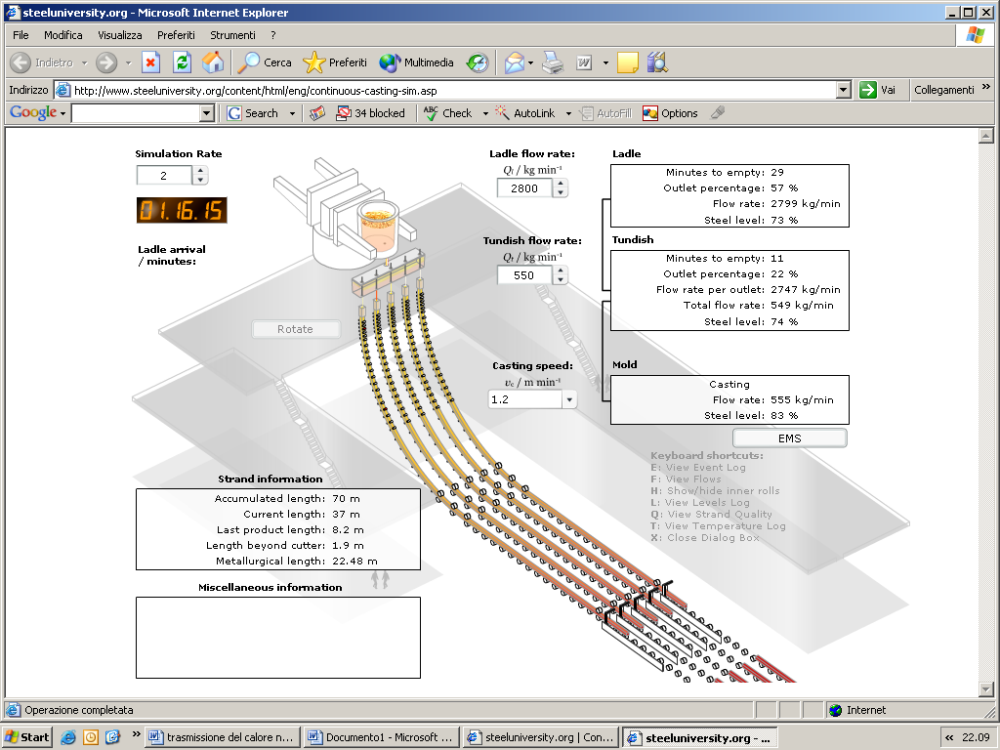 steeluniversity.org - Microsoft Internet Explorer
File Modifica Visualizza Preferiti Strumenti ?
Indietro Cerca Preferiti Multimedia
Indirizzo http://www.steeluniversity.org/content/html/eng/continuous-casting-sim.asp Vai Collegamenti »
Google Search 34 blocked ABC Check AutoLink AutoFill Options
Simulation Rate
2
01.16.15
Ladle arrival
/ minutes:
Rotate
Ladle flow rate:
Ql / kg min⁻¹
2800
Tundish flow rate:
Qt / kg min⁻¹
550
Casting speed:
vc / m min⁻¹
1.2
Ladle
Minutes to empty: 29
Outlet percentage: 57 %
Flow rate: 2799 kg/min
Steel level: 73 %
Tundish
Minutes to empty: 11
Outlet percentage: 22 %
Flow rate per outlet: 2747 kg/min
Total flow rate: 549 kg/min
Steel level: 74 %
Mold
Casting
Flow rate: 555 kg/min
Steel level: 83 %
EMS
Keyboard shortcuts:
E: View Event Log
F: View Flows
H: Show/hide inner rolls
L: View Levels Log
Q: View Strand Quality
T: View Temperature Log
X: Close Dialog Box
Strand information
Accumulated length: 70 m
Current length: 37 m
Last product length: 8.2 m
Length beyond cutter: 1.9 m
Metallurgical length: 22.48 m
Miscellaneous information
Operazione completata Internet
Start » trasmissione del calore n... Documento1 - Microsoft ... steeluniversity.org | Con... steeluniversity.org - ... « 22.09